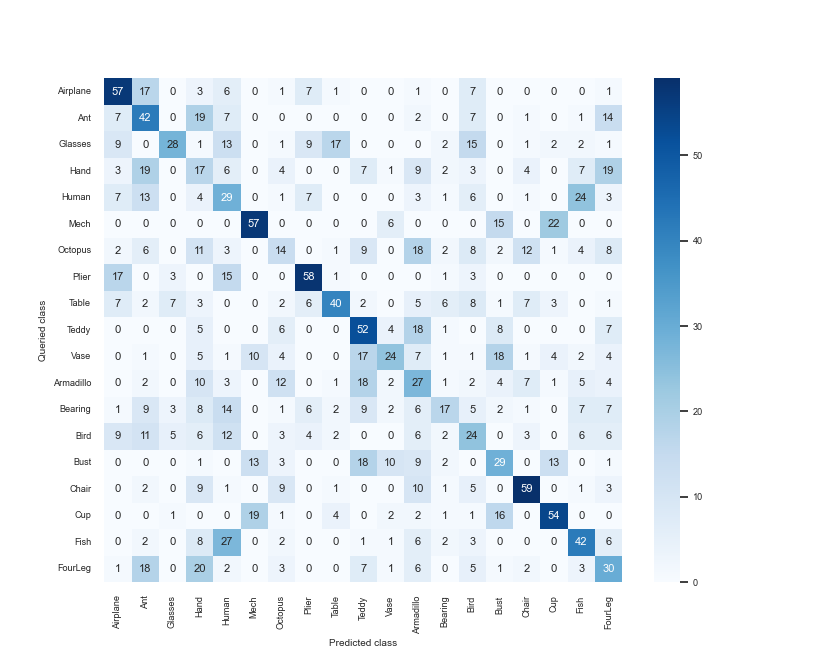 Airplane 57 17 0 3 6 0 1 7 1 0 0 1 0 7 0 0 0 0 1
Ant 7 42 0 19 7 0 0 0 0 0 0 2 0 7 0 1 0 1 14
Glasses 9 0 28 1 13 0 1 9 17 0 0 0 2 15 0 1 2 2 1
Hand 3 19 0 17 6 0 4 0 0 7 1 9 2 3 0 4 0 7 19
Human 7 13 0 4 29 0 1 7 0 0 0 3 1 6 0 1 0 24 3
Mech 0 0 0 0 0 57 0 0 0 0 6 0 0 0 15 0 22 0 0
Octopus 2 6 0 11 3 0 14 0 1 9 0 18 2 8 2 12 1 4 8
Plier 17 0 3 0 15 0 0 58 1 0 0 0 1 3 0 0 0 0 0
Table 7 2 7 3 0 0 2 6 40 2 0 5 6 8 1 7 3 0 1
Teddy 0 0 0 5 0 0 6 0 0 52 4 18 1 0 8 0 0 0 7
Vase 0 1 0 5 1 10 4 0 0 17 24 7 1 1 18 1 4 2 4
Armadillo 0 2 0 10 3 0 12 0 1 18 2 27 1 2 4 7 1 5 4
Bearing 1 9 3 8 14 0 1 6 2 9 2 6 17 5 2 1 0 7 7
Bird 9 11 5 6 12 0 3 4 2 0 0 6 2 24 0 3 0 6 6
Bust 0 0 0 1 0 13 3 0 0 18 10 9 2 0 29 0 13 0 1
Chair 0 2 0 9 1 0 9 0 1 0 0 10 1 5 0 59 0 1 3
Cup 0 0 1 0 0 19 1 0 4 0 2 2 1 1 16 0 54 0 0
Fish 0 2 0 8 27 0 2 0 0 1 1 6 2 3 0 0 0 42 6
FourLeg 1 18 0 20 2 0 3 0 0 7 1 6 0 5 1 2 0 3 30
Queried class
Airplane
Ant
Glasses
Hand
Human
Mech
Octopus
Plier
Table
Teddy
Vase
Armadillo
Bearing
Bird
Bust
Chair
Cup
Fish
FourLeg
Predicted class
50
40
30
20
10
0